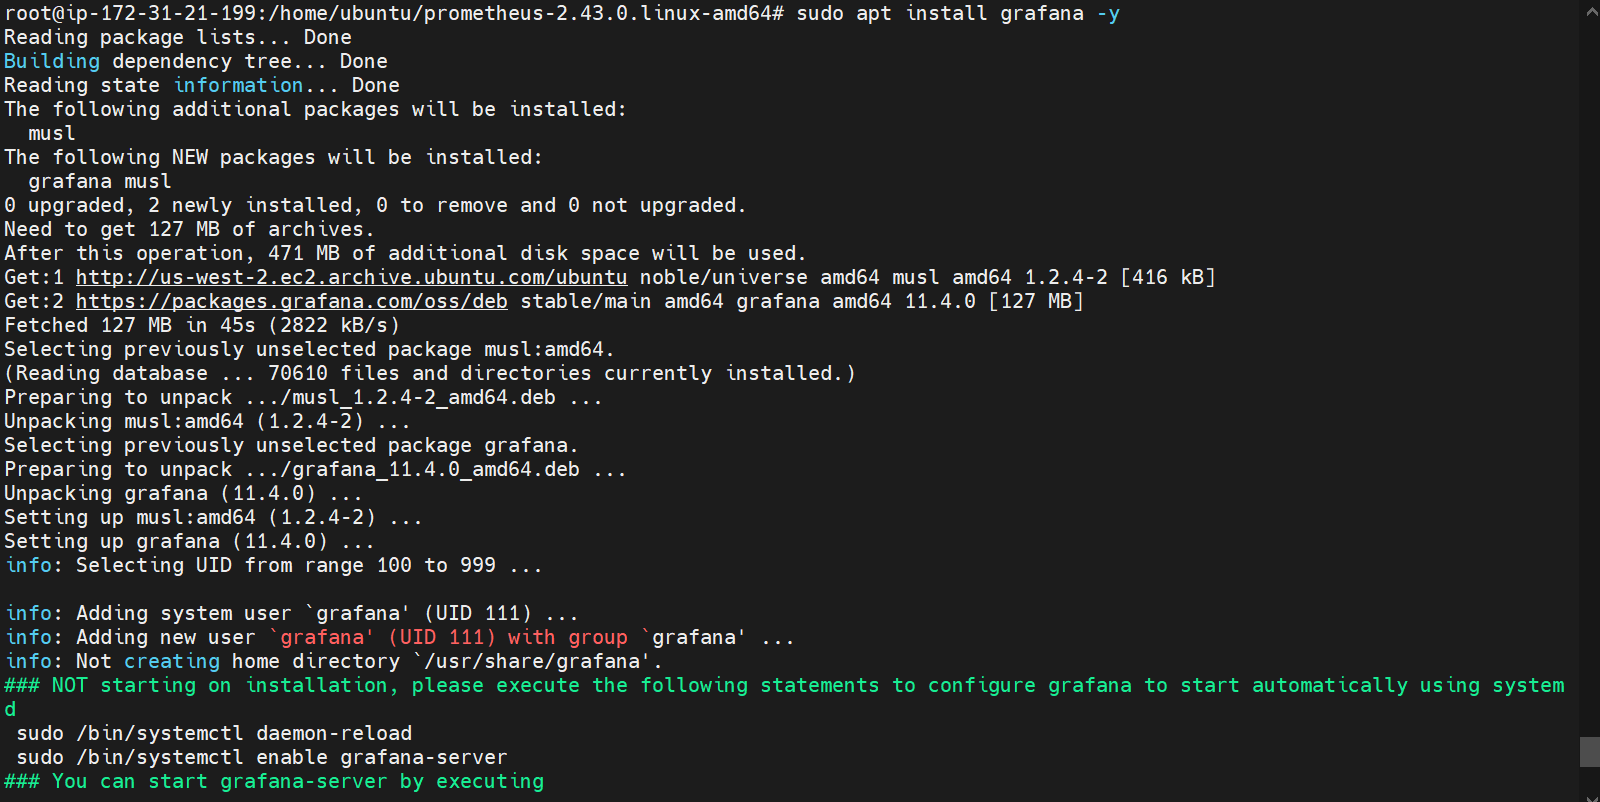 root@ip-172-31-21-199:/home/ubuntu/prometheus-2.43.0.linux-amd64# sudo apt install grafana -y
Reading package lists... Done
Building dependency tree... Done
Reading state information... Done
The following additional packages will be installed:
  musl
The following NEW packages will be installed:
  grafana musl
0 upgraded, 2 newly installed, 0 to remove and 0 not upgraded.
Need to get 127 MB of archives.
After this operation, 471 MB of additional disk space will be used.
Get:1 http://us-west-2.ec2.archive.ubuntu.com/ubuntu noble/universe amd64 musl amd64 1.2.4-2 [416 kB]
Get:2 https://packages.grafana.com/oss/deb stable/main amd64 grafana amd64 11.4.0 [127 MB]
Fetched 127 MB in 45s (2822 kB/s)
Selecting previously unselected package musl:amd64.
(Reading database ... 70610 files and directories currently installed.)
Preparing to unpack .../musl_1.2.4-2_amd64.deb ...
Unpacking musl:amd64 (1.2.4-2) ...
Selecting previously unselected package grafana.
Preparing to unpack .../grafana_11.4.0_amd64.deb ...
Unpacking grafana (11.4.0) ...
Setting up musl:amd64 (1.2.4-2) ...
Setting up grafana (11.4.0) ...
info: Selecting UID from range 100 to 999 ...

info: Adding system user `grafana' (UID 111) ...
info: Adding new user `grafana' (UID 111) with group `grafana' ...
info: Not creating home directory `/usr/share/grafana'.
### NOT starting on installation, please execute the following statements to configure grafana to start automatically using system
d
 sudo /bin/systemctl daemon-reload
 sudo /bin/systemctl enable grafana-server
### You can start grafana-server by executing